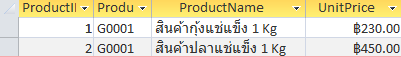 ProductII Produ ProductName UnitPrice
1 G0001 สินค้ากุ้งแช่แข็ง 1 Kg ฿230.00
2 G0001 สินค้าปลาแช่แข็ง 1 Kg ฿450.00